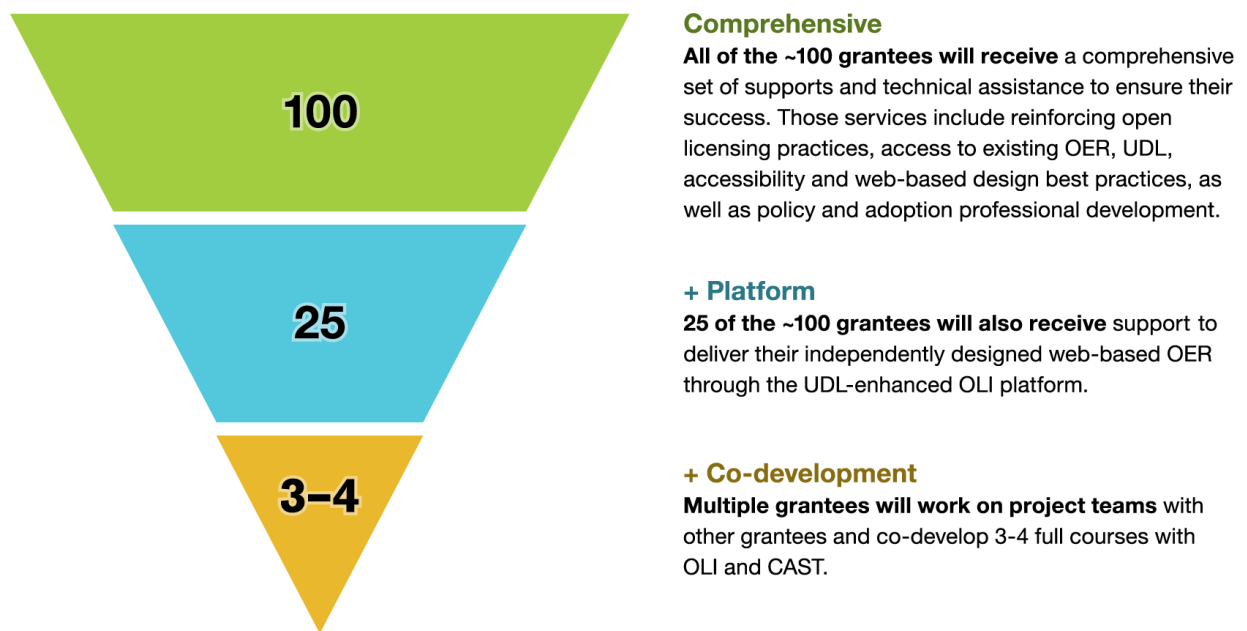 100
Comprehensive
All of the ~100 grantees will receive a comprehensive
set of supports and technical assistance to ensure their
success. Those services include reinforcing open
licensing practices, access to existing OER, UDL,
accessibility and web-based design best practices, as
well as policy and adoption professional development.
25
+ Platform
25 of the ~100 grantees will also receive support to
deliver their independently designed web-based OER
through the UDL-enhanced OLI platform.
3–4
+ Co-development
Multiple grantees will work on project teams with
other grantees and co-develop 3-4 full courses with
OLI and CAST.